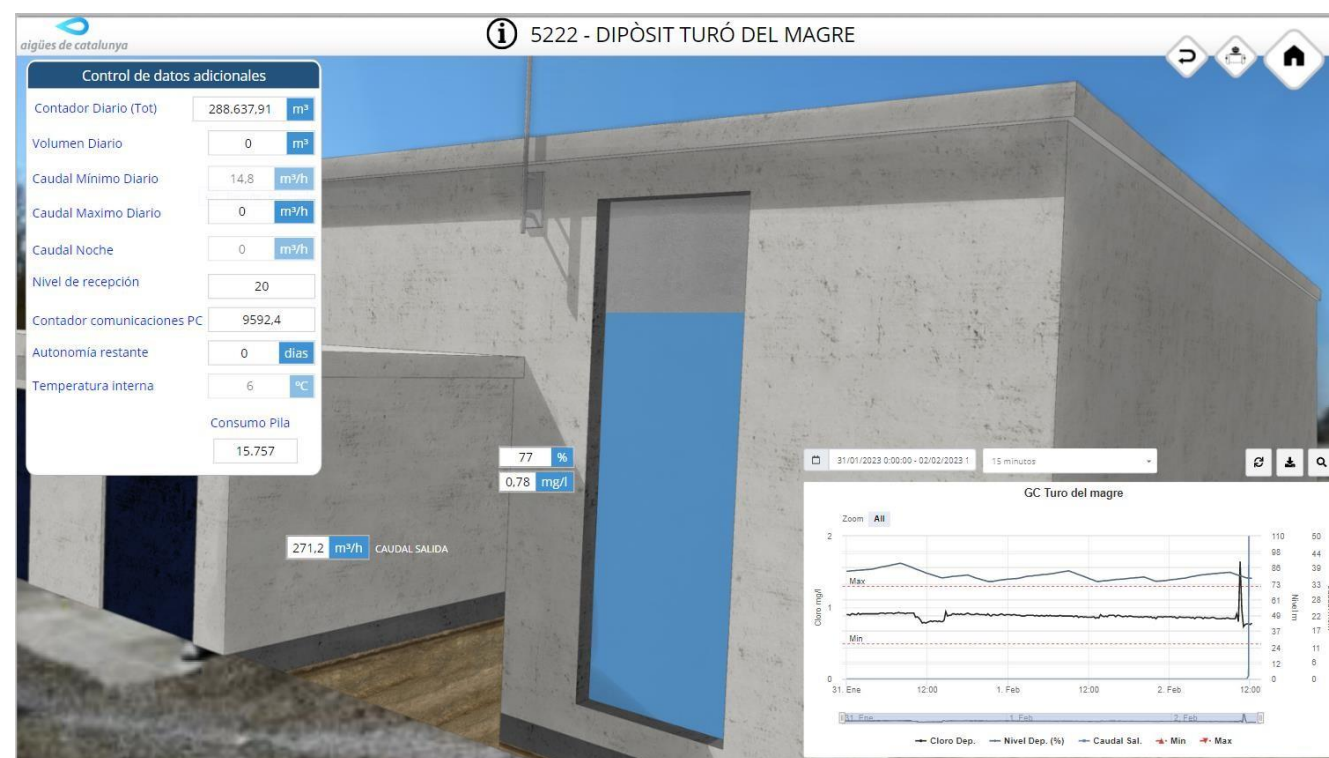 aigües de catalunya
5222 - DIPÒSIT TURÓ DEL MAGRE
Control de datos adicionales
Contador Diario (Tot) 288.637,91 m³
Volumen Diario 0 m³
Caudal Mínimo Diario 14,8 m³/h
Caudal Maximo Diario 0 m³/h
Caudal Noche 0 m³/h
Nivel de recepción 20
Contador comunicaciones PC 9592,4
Autonomía restante 0 dias
Temperatura interna 6 ºC
Consumo Pila
15.757
77 %
0,78 mg/l
271,2 m³/h CAUDAL SALIDA
31/01/2023 0:00:00 - 02/02/2023 1
15 minutos
GC Turo del magre
Zoom All
2 110 50
98 44
86 39
Max 73 33
61 28
1 49 22
37 17
Min 24 11
12 6
0 0 0
Cloro mg/l
Nivel m
31. Ene 12:00 1. Feb 12:00 2. Feb 12:00
31. Ene 1. Feb 2. Feb
Cloro Dep. Nivel Dep. (%) Caudal Sal. Min Max